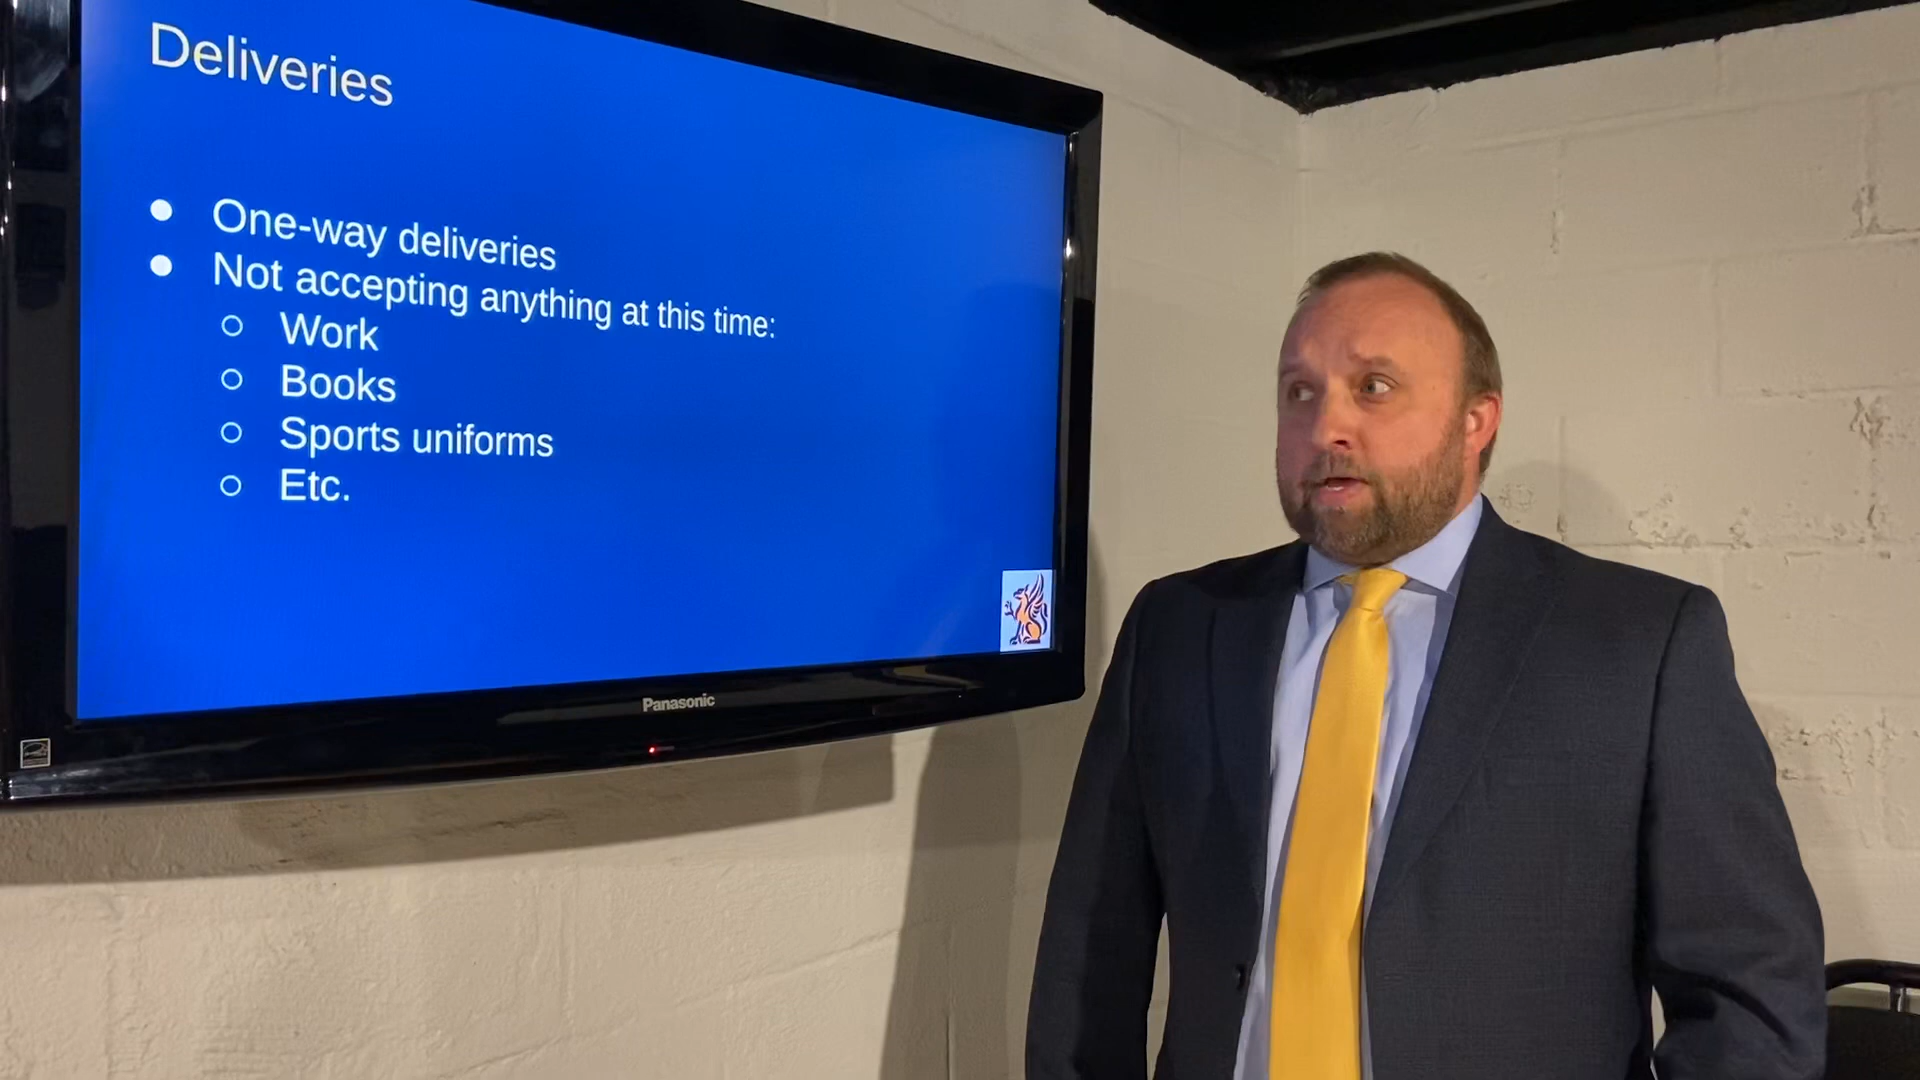 Deliveries
● One-way deliveries
● Not accepting anything at this time:
○ Work
○ Books
○ Sports uniforms
○ Etc.
Panasonic